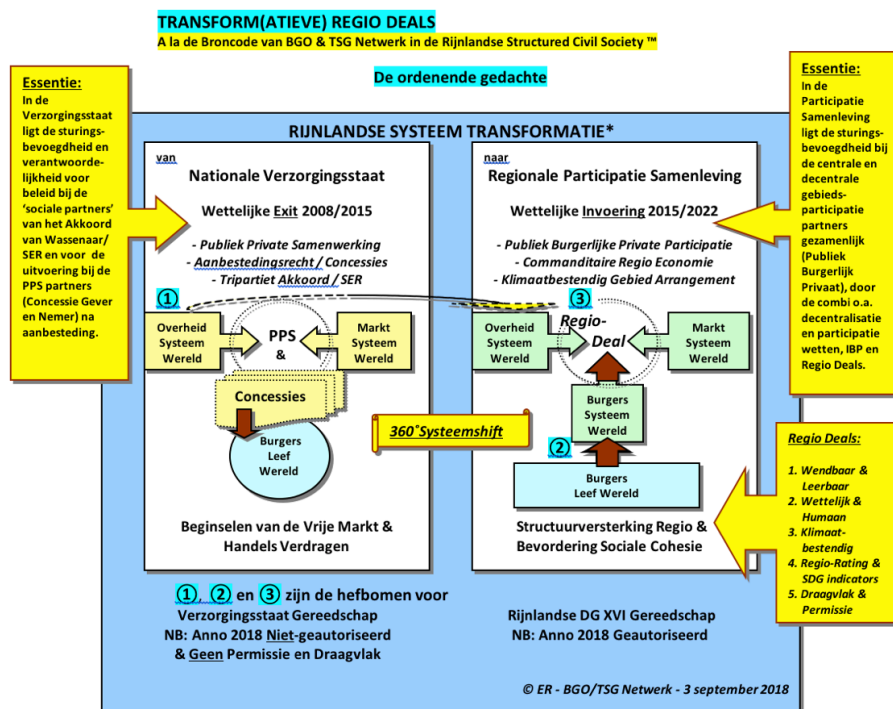 TRANSFORM(ATIEVE) REGIO DEALS
A la de Broncode van BGO & TSG Netwerk in de Rijnlandse Structured Civil Society ™
De ordenende gedachte
Essentie:
In de
Verzorgingsstaat
ligt de sturings-
bevoegdheid en
verantwoorde-
lijkheid voor
beleid bij de
‘sociale partners’
van het Akkoord
van Wassenaar/
SER en voor de
uitvoering bij de
PPS partners
(Concessie Gever
en Nemer) na
aanbesteding.
RIJNLANDSE SYSTEEM TRANSFORMATIE*
van
Nationale Verzorgingsstaat
Wettelijke Exit 2008/2015
- Publiek Private Samenwerking
- Aanbestedingsrecht / Concessies
- Tripartiet Akkoord / SER
①
Overheid
Systeem
Wereld
PPS
&
Markt
Systeem
Wereld
Concessies
Burgers
Leef
Wereld
Beginselen van de Vrije Markt &
Handels Verdragen
360°Systeemshift
naar
Regionale Participatie Samenleving
Wettelijke Invoering 2015/2022
- Publiek Burgerlijke Private Participatie
- Commanditaire Regio Economie
- Klimaatbestendig Gebied Arrangement
③
Overheid
Systeem
Wereld
Regio-
Deal
Markt
Systeem
Wereld
Burgers
Systeem
Wereld
②
Burgers
Leef Wereld
Structuurversterking Regio &
Bevordering Sociale Cohesie
Essentie:
In de
Participatie
Samenleving
ligt de sturings-
bevoegdheid bij
de centrale en
decentrale
gebieds-
participatie
partners
gezamenlijk
(Publiek
Burgerlijk
Privaat), door
de combi o.a.
decentralisatie
en participatie
wetten, IBP en
Regio Deals.
Regio Deals:
1. Wendbaar &
Leerbaar
2. Wettelijk &
Humaan
3. Klimaat-
bestendig
4. Regio-Rating &
SDG indicators
5. Draagvlak &
Permissie
①, ② en ③ zijn de hefbomen voor
Verzorgingsstaat Gereedschap
NB: Anno 2018 Niet-geautoriseerd
& Geen Permissie en Draagvlak
Rijnlandse DG XVI Gereedschap
NB: Anno 2018 Geautoriseerd
© ER - BGO/TSG Netwerk - 3 september 2018